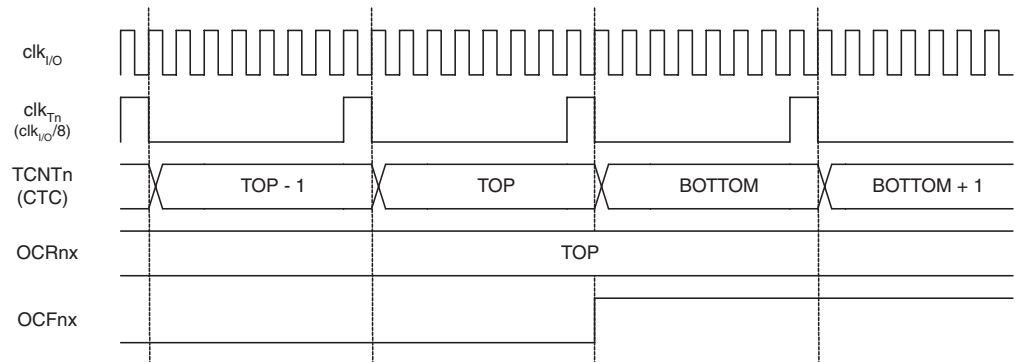 clkI/O
clkTn
(clkI/O/8)
TCNTn
(CTC)
TOP - 1
TOP
BOTTOM
BOTTOM + 1
OCRnx
TOP
OCFnx